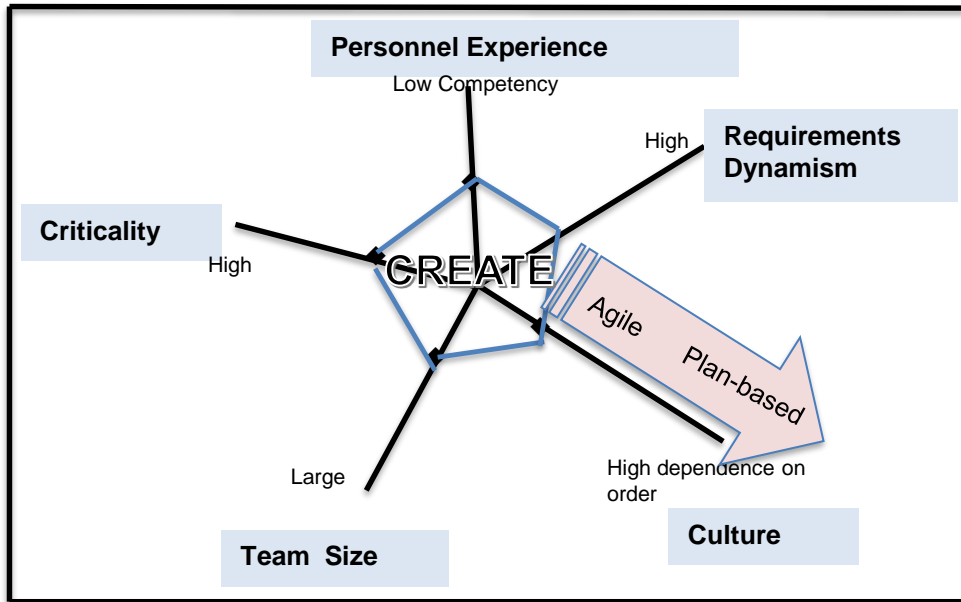 Personnel Experience
Low Competency
High
Requirements
Dynamism
Criticality
High
CREATE
Agile
Plan-based
Large
High dependence on
order
Team Size
Culture